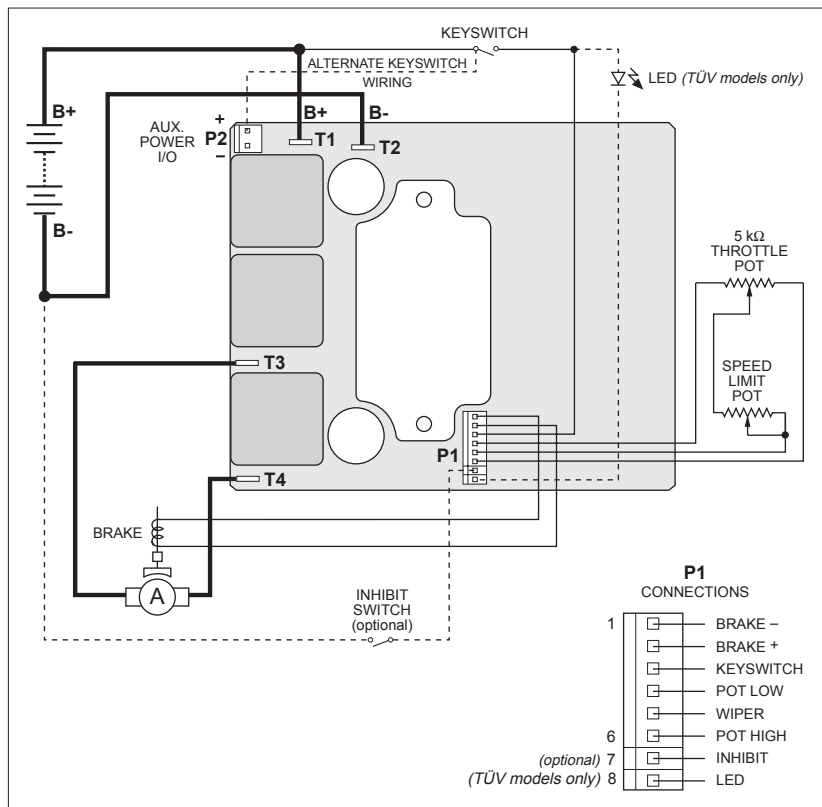 KEYSWITCH
ALTERNATE KEYSWITCH
WIRING
LED (TÜV models only)
B+
B+
B-
+
AUX.
POWER
I/O
P2
–
T1
T2
B-
5 kΩ
THROTTLE
POT
T3
SPEED
LIMIT
POT
P1
T4
BRAKE
A
INHIBIT
SWITCH
(optional)
P1
CONNECTIONS
1 BRAKE –
BRAKE +
KEYSWITCH
POT LOW
WIPER
6 POT HIGH
(optional) 7 INHIBIT
(TÜV models only) 8 LED